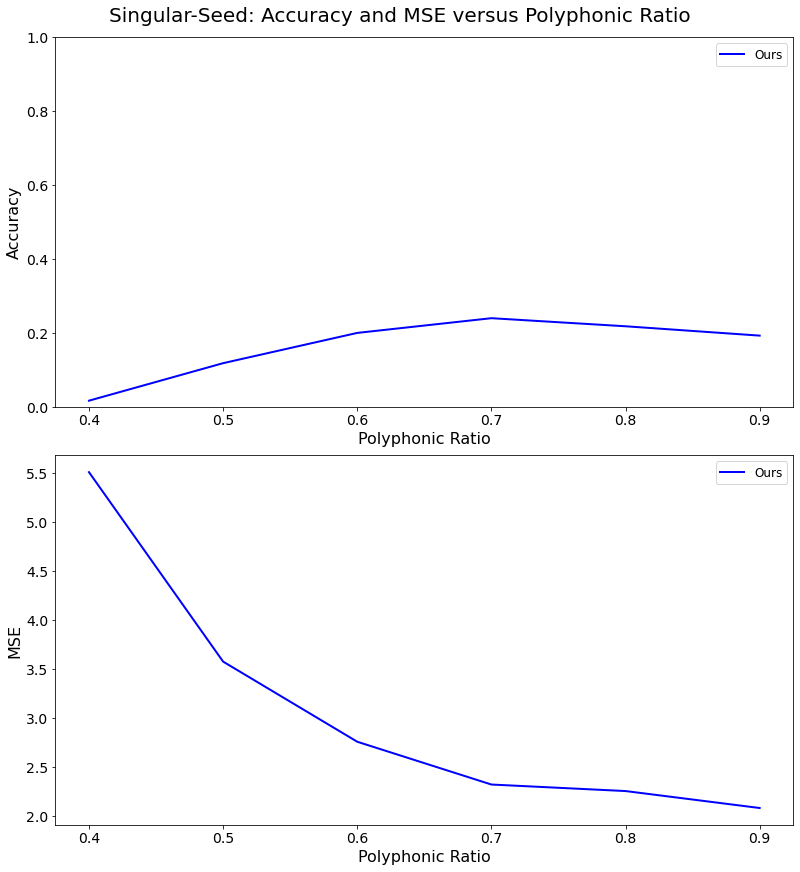 Singular-Seed: Accuracy and MSE versus Polyphonic Ratio
1.0
0.8
0.6
0.4
0.2
0.0
Accuracy
Ours
0.4 0.5 0.6 0.7 0.8 0.9
Polyphonic Ratio
5.5
5.0
4.5
4.0
3.5
3.0
2.5
2.0
MSE
Ours
0.4 0.5 0.6 0.7 0.8 0.9
Polyphonic Ratio